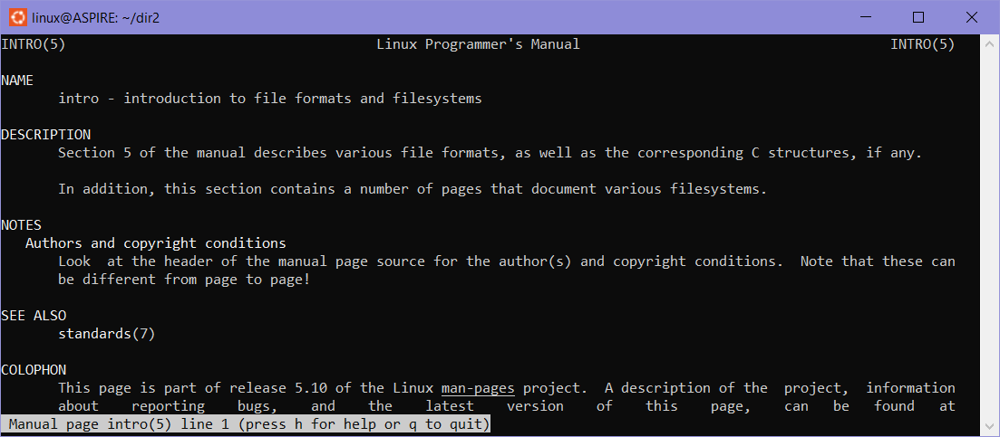 linux@ASPIRE: ~/dir2
INTRO(5) Linux Programmer's Manual INTRO(5)
NAME
intro - introduction to file formats and filesystems
DESCRIPTION
Section 5 of the manual describes various file formats, as well as the corresponding C structures, if any.
In addition, this section contains a number of pages that document various filesystems.
NOTES
Authors and copyright conditions
Look  at the header of the manual page source for the author(s) and copyright conditions.  Note that these can
be different from page to page!
SEE ALSO
standards(7)
COLOPHON
This page is part of release 5.10 of the Linux man-pages project.  A description of the  project,  information
about reporting bugs, and the latest version of this page, can be found at
Manual page intro(5) line 1 (press h for help or q to quit)